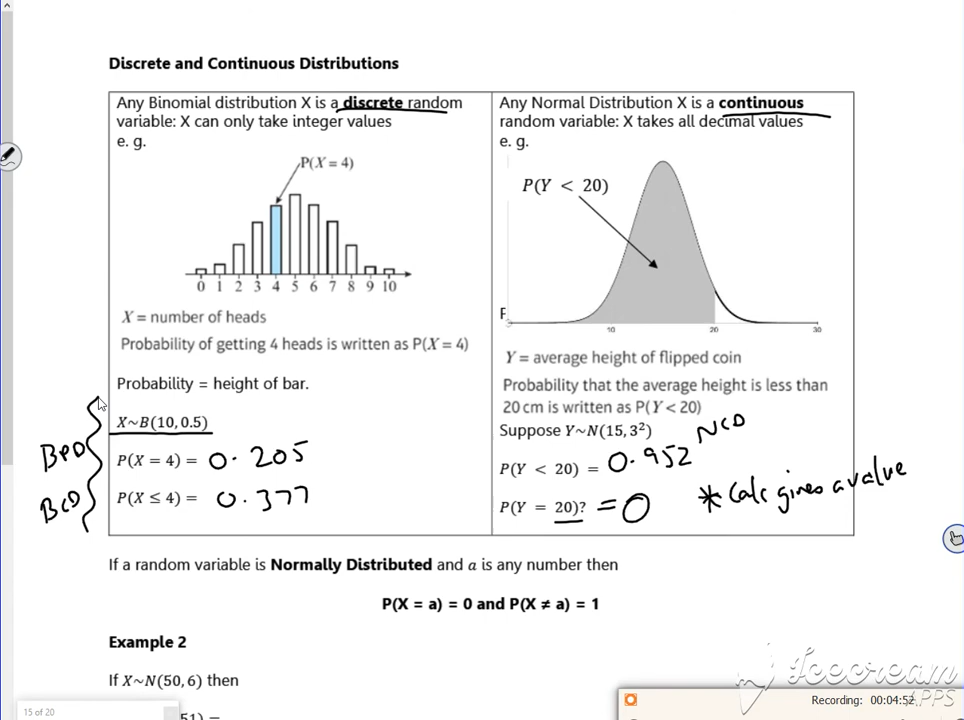 Discrete and Continuous Distributions
Any Binomial distribution X is a discrete random
variable: X can only take integer values
e. g.
P(X = 4)
0 1 2 3 4 5 6 7 8 9 10
X = number of heads
Probability of getting 4 heads is written as P(X = 4)
Probability = height of bar.
X~B(10, 0.5)
BPD
P(X = 4) = 0.205
BCD
P(X ≤ 4) = 0.377
Any Normal Distribution X is a continuous
random variable: X takes all decimal values
e. g.
P(Y < 20)
F
10 20 30
Y = average height of flipped coin
Probability that the average height is less than
20 cm is written as P(Y < 20)
Suppose Y~N(15, 3²)
NCD
P(Y < 20) = 0.952
P(Y = 20)? = 0
* Calc gives a value
If a random variable is Normally Distributed and a is any number then
P(X = a) = 0 and P(X ≠ a) = 1
Example 2
If X~N(50, 6) then
51) =
15 of 20
Icecream
APPS
Recording: 00:04:52